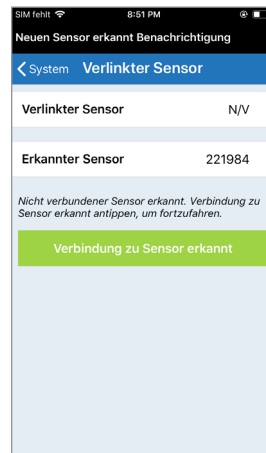 SIM fehlt 8:51 PM
Neuen Sensor erkannt Benachrichtigung
System Verlinkter Sensor
Verlinkter Sensor N/V
Erkannter Sensor 221984
Nicht verbundener Sensor erkannt. Verbindung zu
Sensor erkannt antippen, um fortzufahren.
Verbindung zu Sensor erkannt